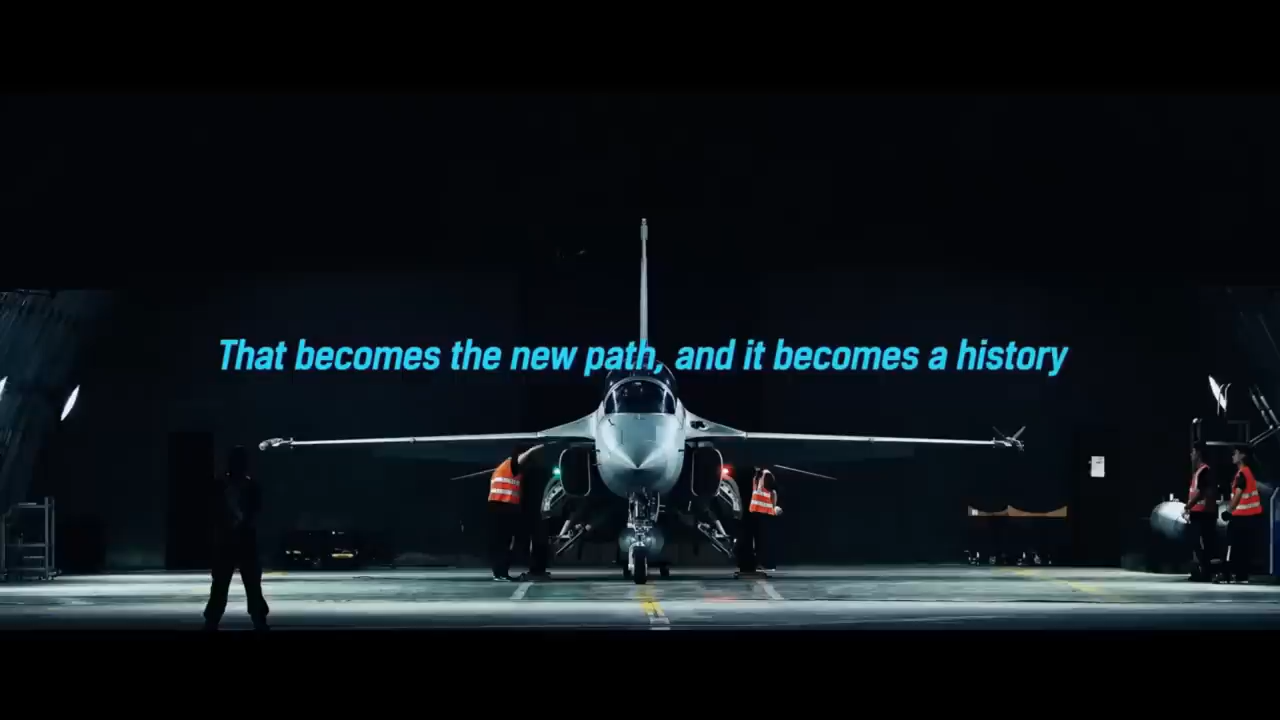 That becomes the new path, and it becomes a history